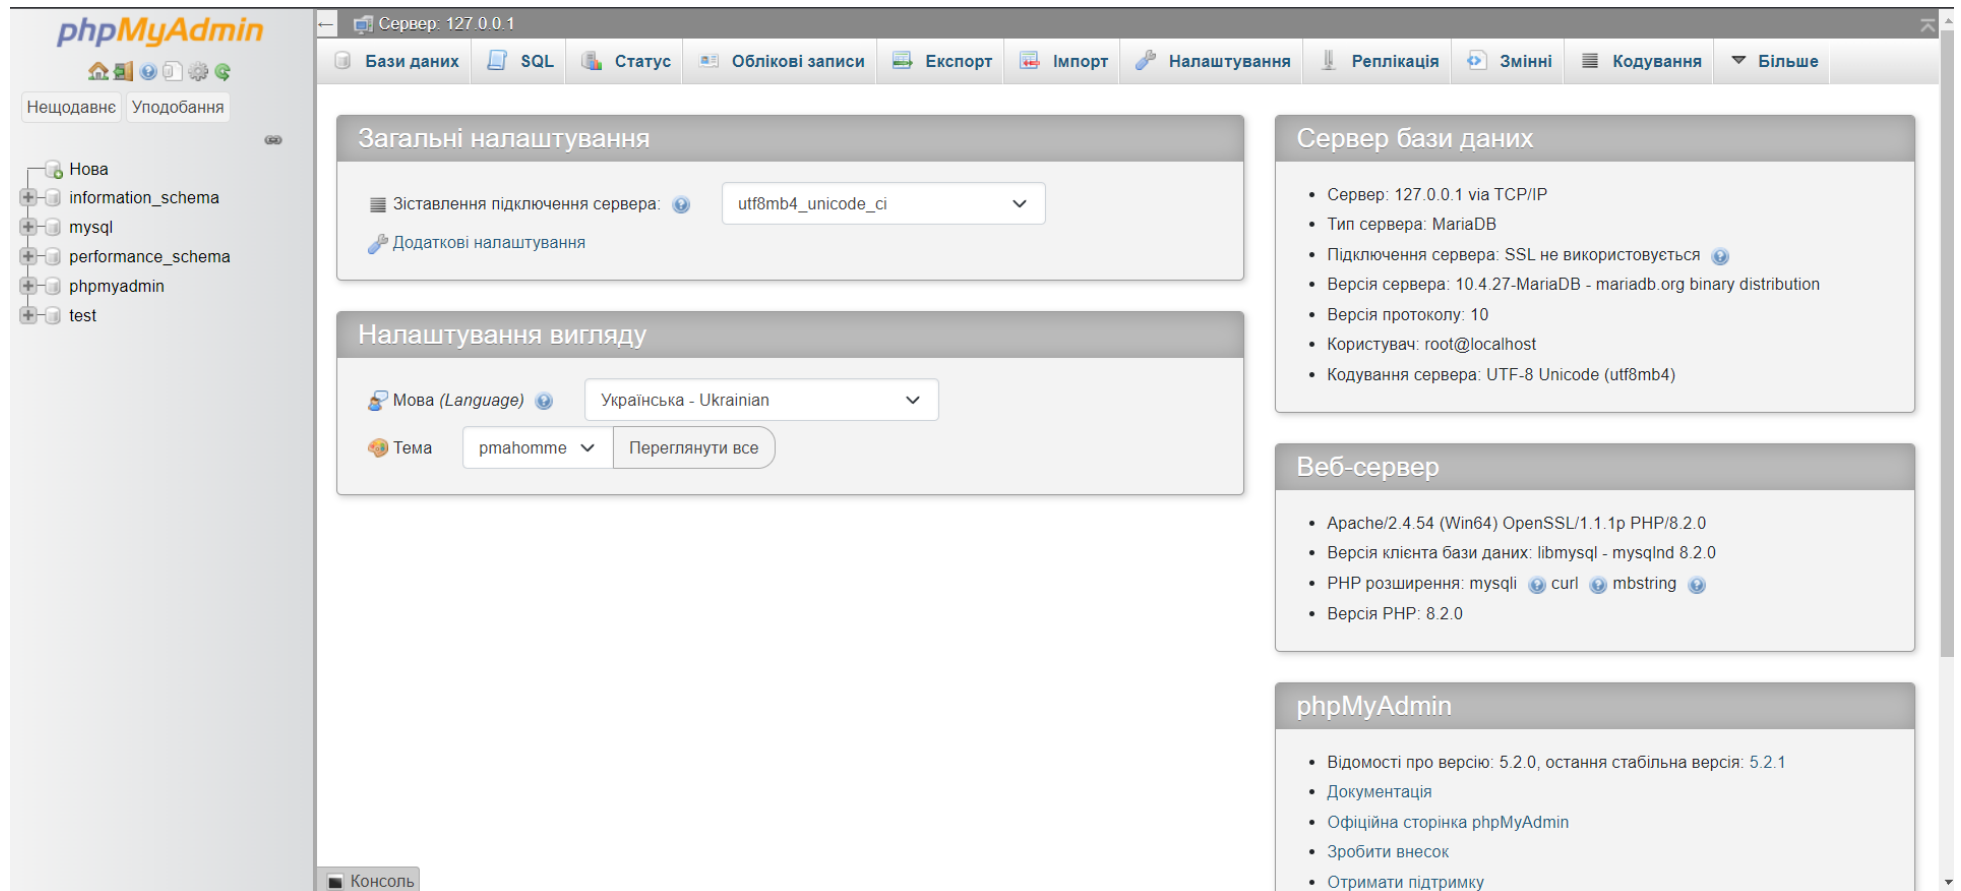 phpMyAdmin
Нещодавнє Уподобання
Нова
information_schema
mysql
performance_schema
phpmyadmin
test
Сервер: 127.0.0.1
Бази даних SQL Статус Облікові записи Експорт Імпорт Налаштування Реплікація Змінні Кодування Більше
Загальні налаштування
Зіставлення підключення сервера: utf8mb4_unicode_ci
Додаткові налаштування
Налаштування вигляду
Мова (Language) Українська - Ukrainian
Тема pmahomme Переглянути все
Сервер бази даних
Сервер: 127.0.0.1 via TCP/IP
Тип сервера: MariaDB
Підключення сервера: SSL не використовується
Версія сервера: 10.4.27-MariaDB - mariadb.org binary distribution
Версія протоколу: 10
Користувач: root@localhost
Кодування сервера: UTF-8 Unicode (utf8mb4)
Веб-сервер
Apache/2.4.54 (Win64) OpenSSL/1.1.1p PHP/8.2.0
Версія клієнта бази даних: libmysql - mysqlnd 8.2.0
PHP розширення: mysqli curl mbstring
Версія PHP: 8.2.0
phpMyAdmin
Відомості про версію: 5.2.0, остання стабільна версія: 5.2.1
Документація
Офіційна сторінка phpMyAdmin
Зробити внесок
Отримати підтримку
Консоль